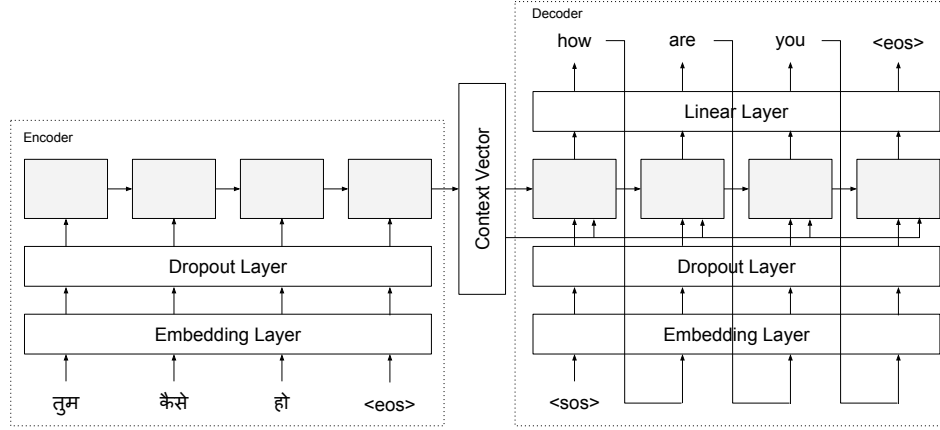 Encoder
Dropout Layer
Embedding Layer
तुम कैसे हो <eos>
Context Vector
Decoder
how are you <eos>
Linear Layer
Dropout Layer
Embedding Layer
<sos>